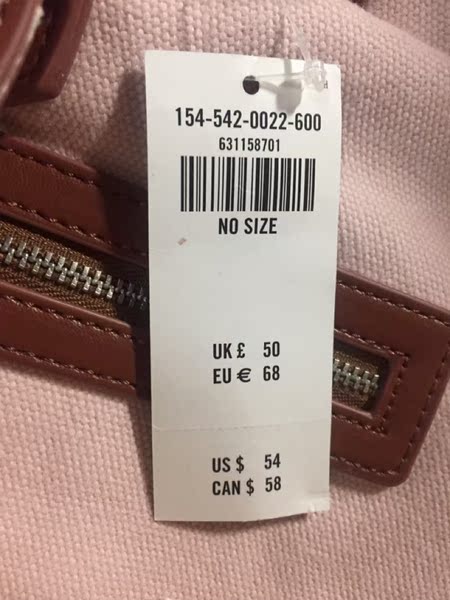 154-542-0022-600
631158701
NO SIZE
UK £ 50
EU € 68
US $ 54
CAN $ 58